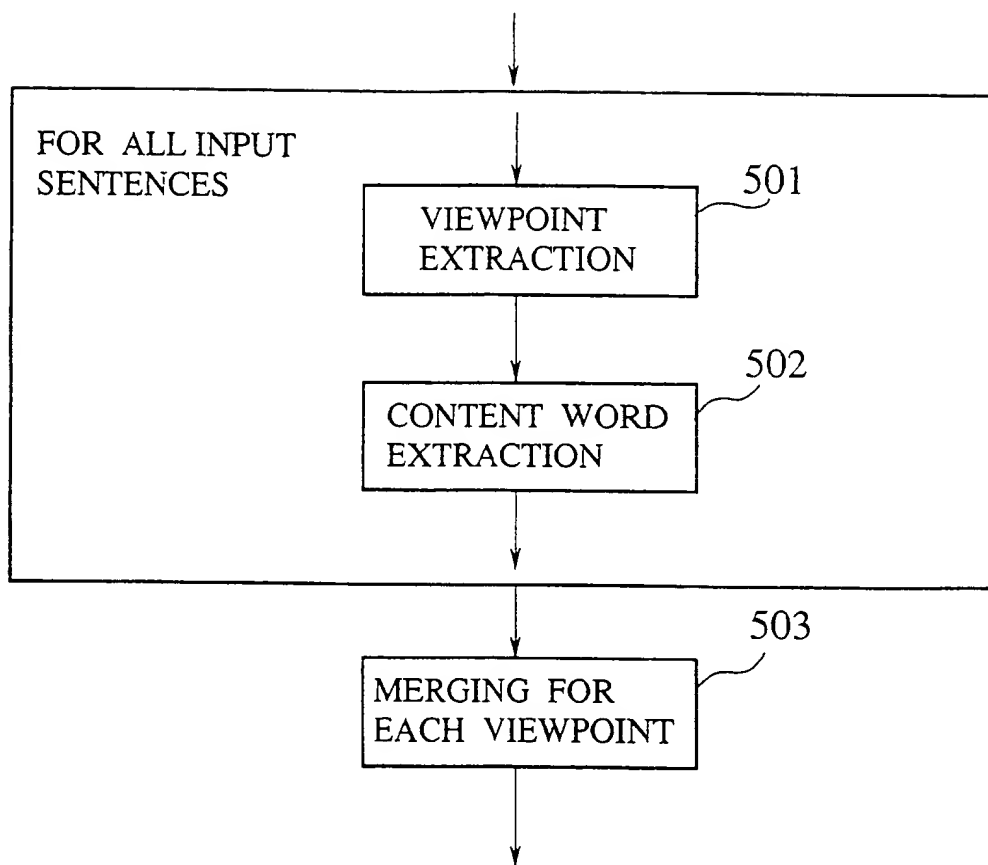 FOR ALL INPUT
SENTENCES
501
VIEWPOINT
EXTRACTION
502
CONTENT WORD
EXTRACTION
503
MERGING FOR
EACH VIEWPOINT